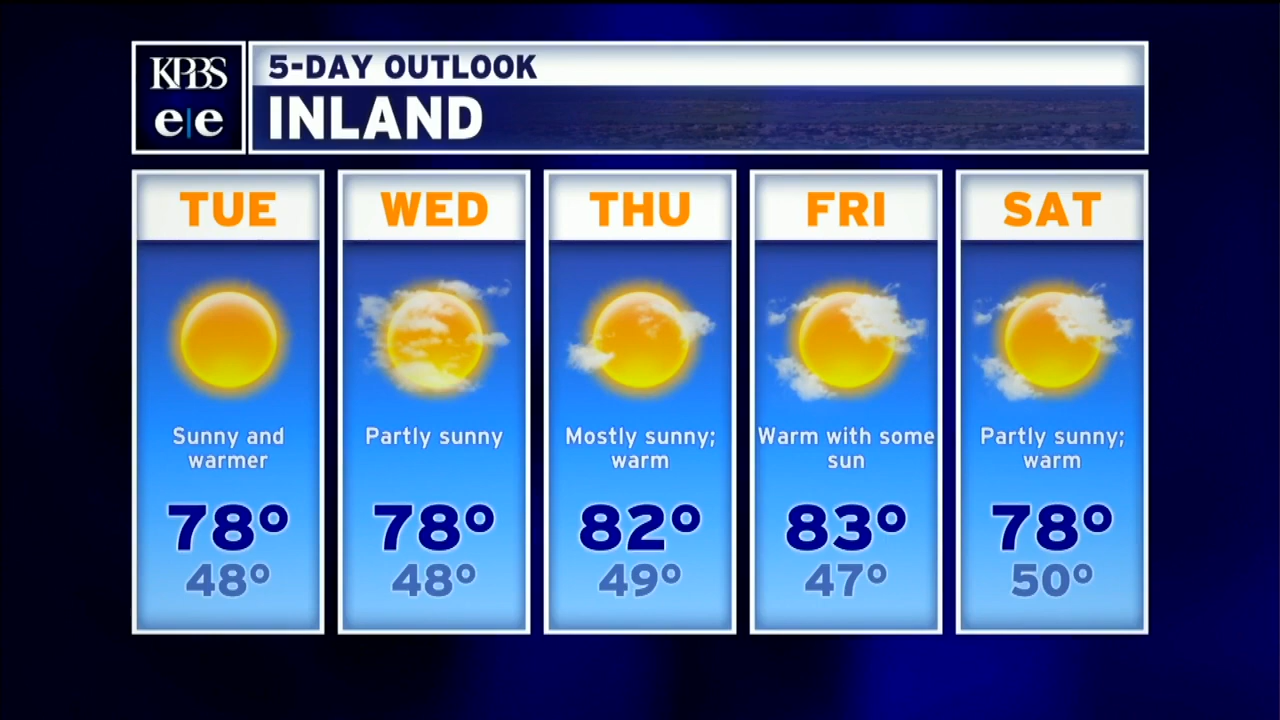 KPBS
e|e
5-DAY OUTLOOK
INLAND
TUE
Sunny and
warmer
78°
48°
WED
Partly sunny
78°
48°
THU
Mostly sunny;
warm
82°
49°
FRI
Warm with some
sun
83°
47°
SAT
Partly sunny;
warm
78°
50°